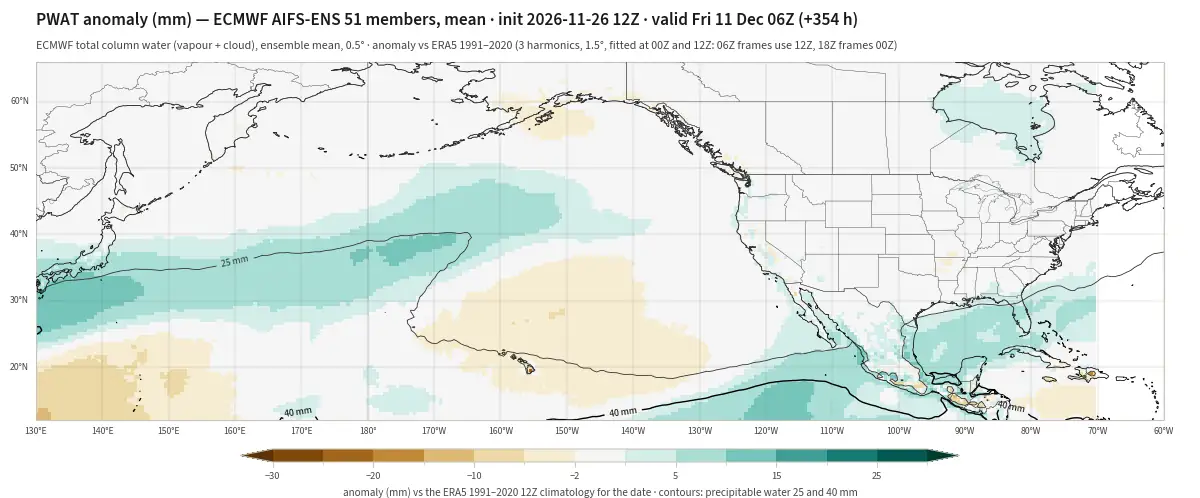 PWAT anomaly (mm) — ECMWF AIFS-ENS 51 members, mean · init 2026-11-26 12Z · valid Fri 11 Dec 06Z (+354 h)
ECMWF total column water (vapour + cloud), ensemble mean, 0.5° · anomaly vs ERA5 1991–2020 (3 harmonics, 1.5°, fitted at 00Z and 12Z: 06Z frames use 12Z, 18Z frames 00Z)
60°N
50°N
40°N
25 mm
30°N
20°N
40 mm
40 mm
40 mm
130°E 140°E 150°E 160°E 170°E 180° 170°W 160°W 150°W 140°W 130°W 120°W 110°W 100°W 90°W 80°W 70°W 60°W
−30 −20 −10 −2 5 15 25
anomaly (mm) vs the ERA5 1991–2020 12Z climatology for the date · contours: precipitable water 25 and 40 mm